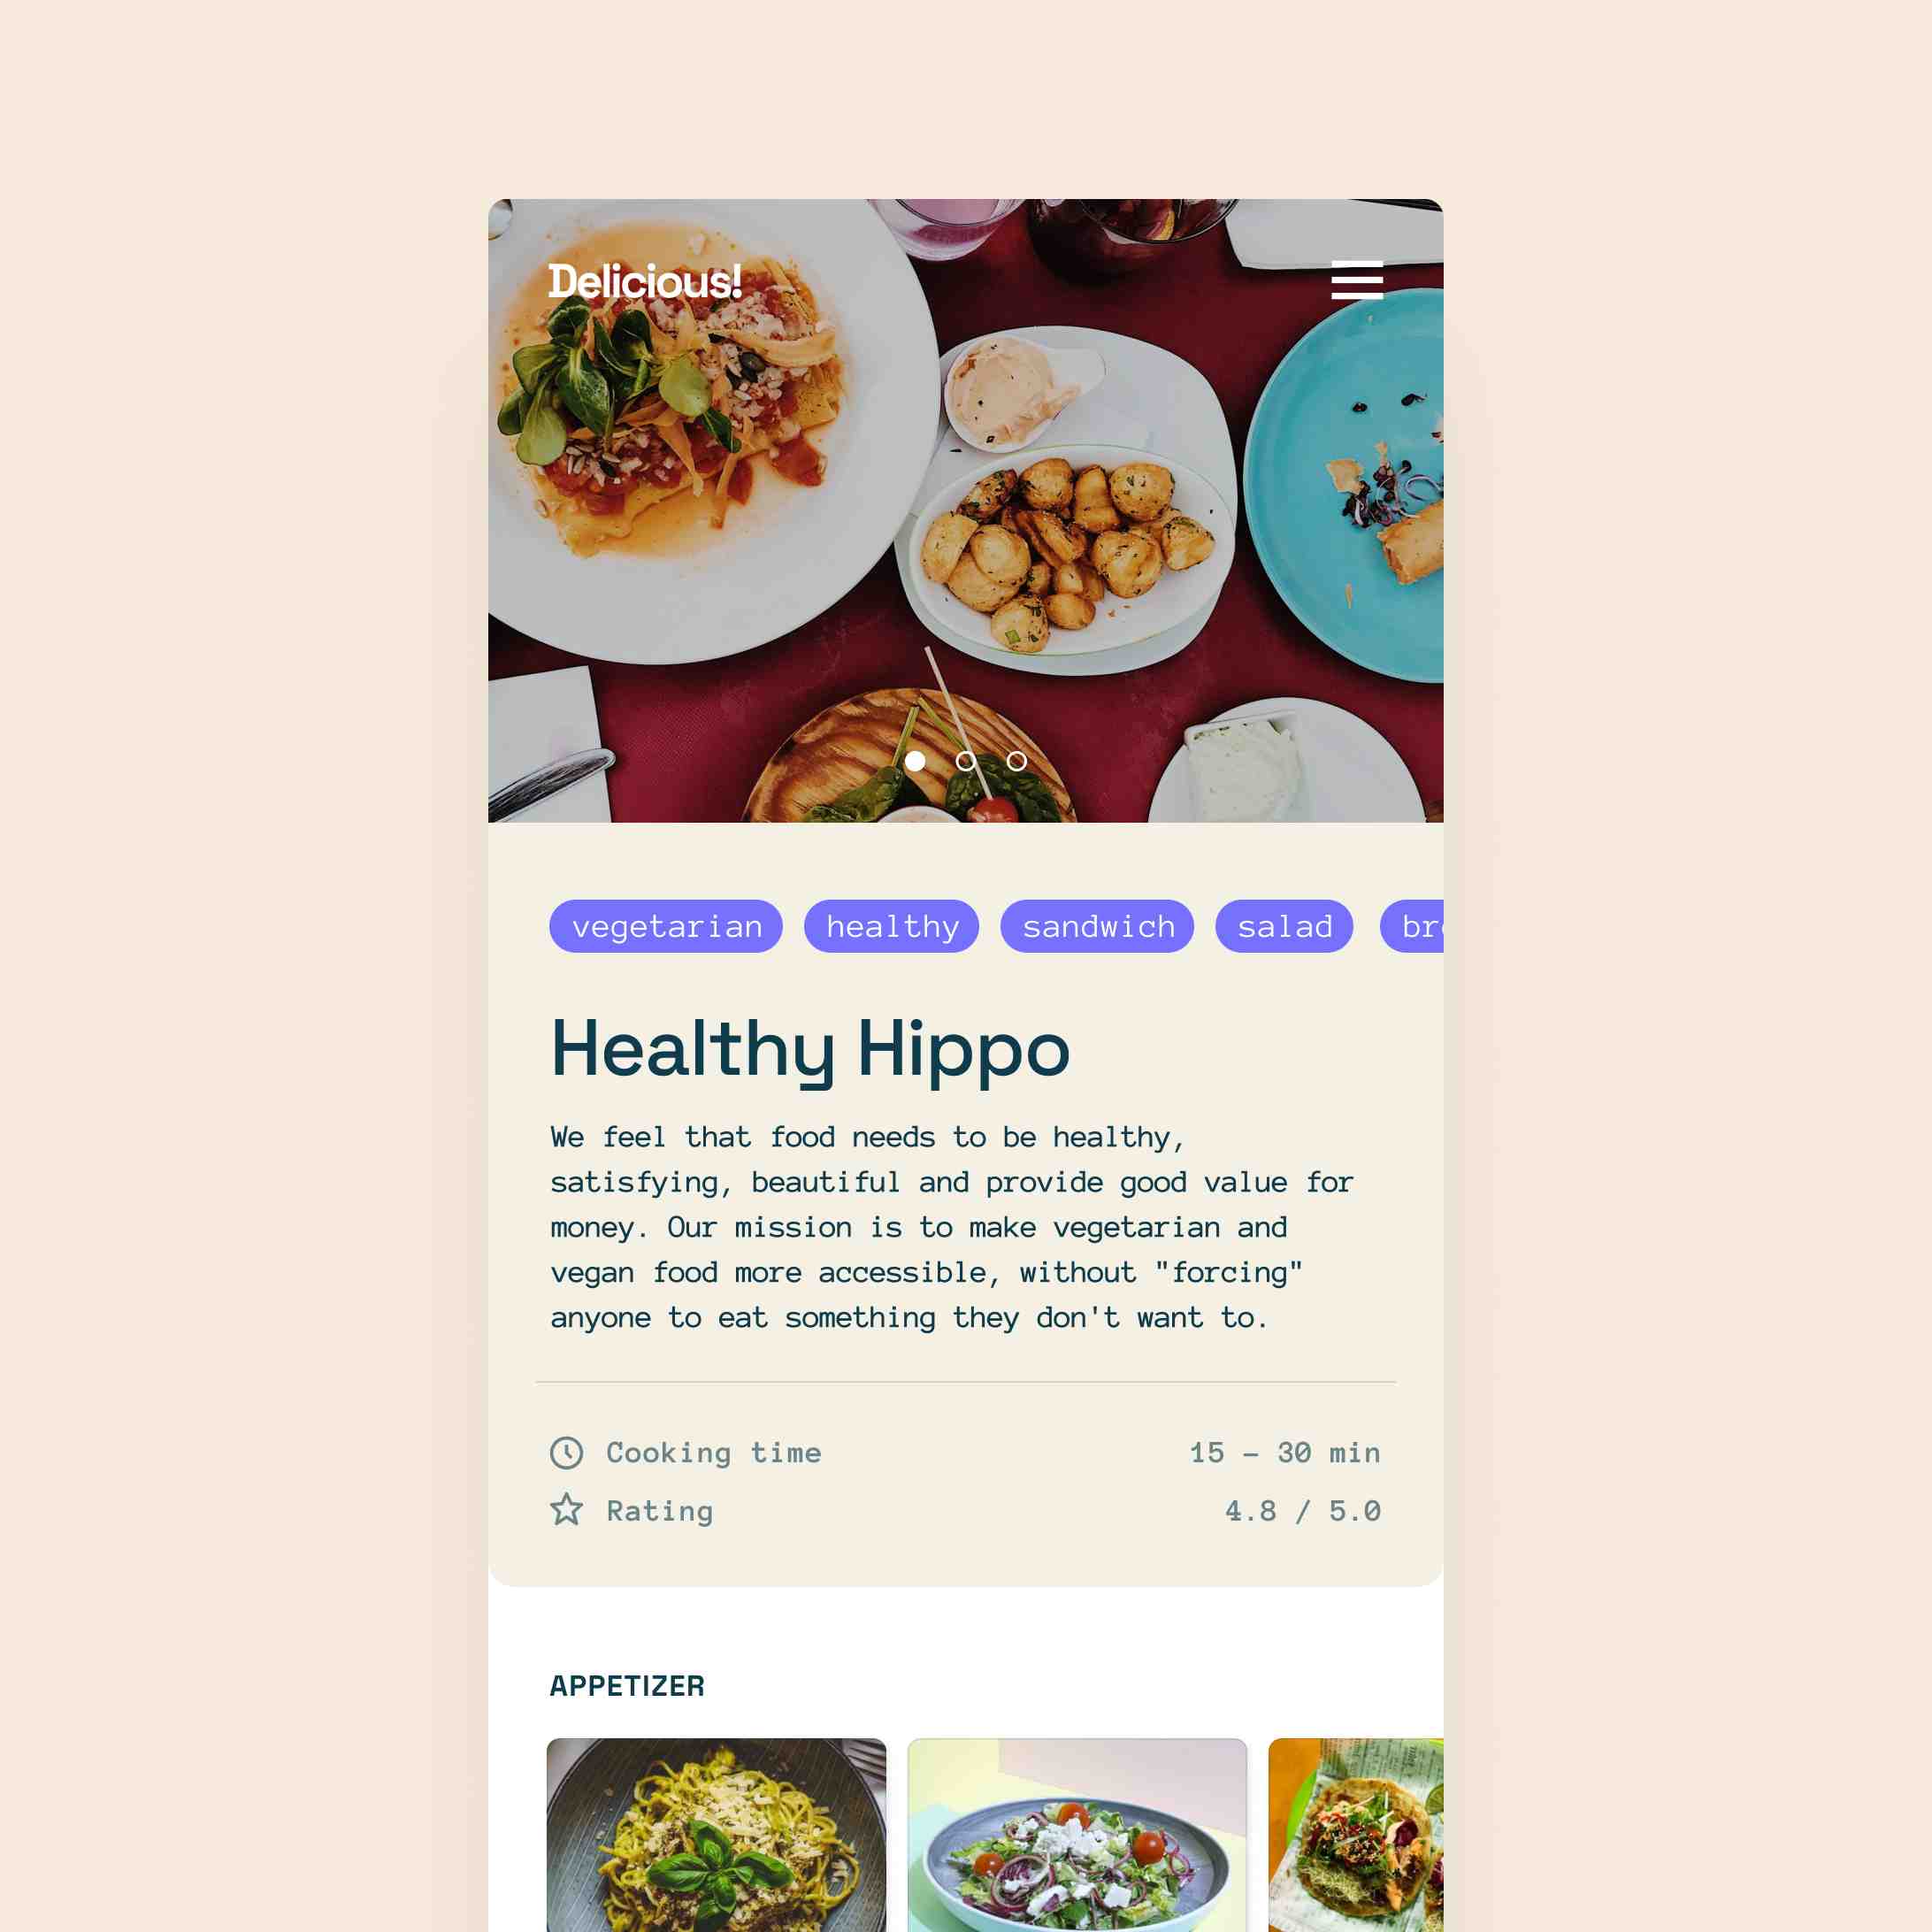 Delicious!
vegetarian healthy sandwich salad
Healthy Hippo
We feel that food needs to be healthy,
satisfying, beautiful and provide good value for
money. Our mission is to make vegetarian and
vegan food more accessible, without "forcing"
anyone to eat something they don't want to.
Cooking time 15 – 30 min
Rating 4.8 / 5.0
APPETIZER